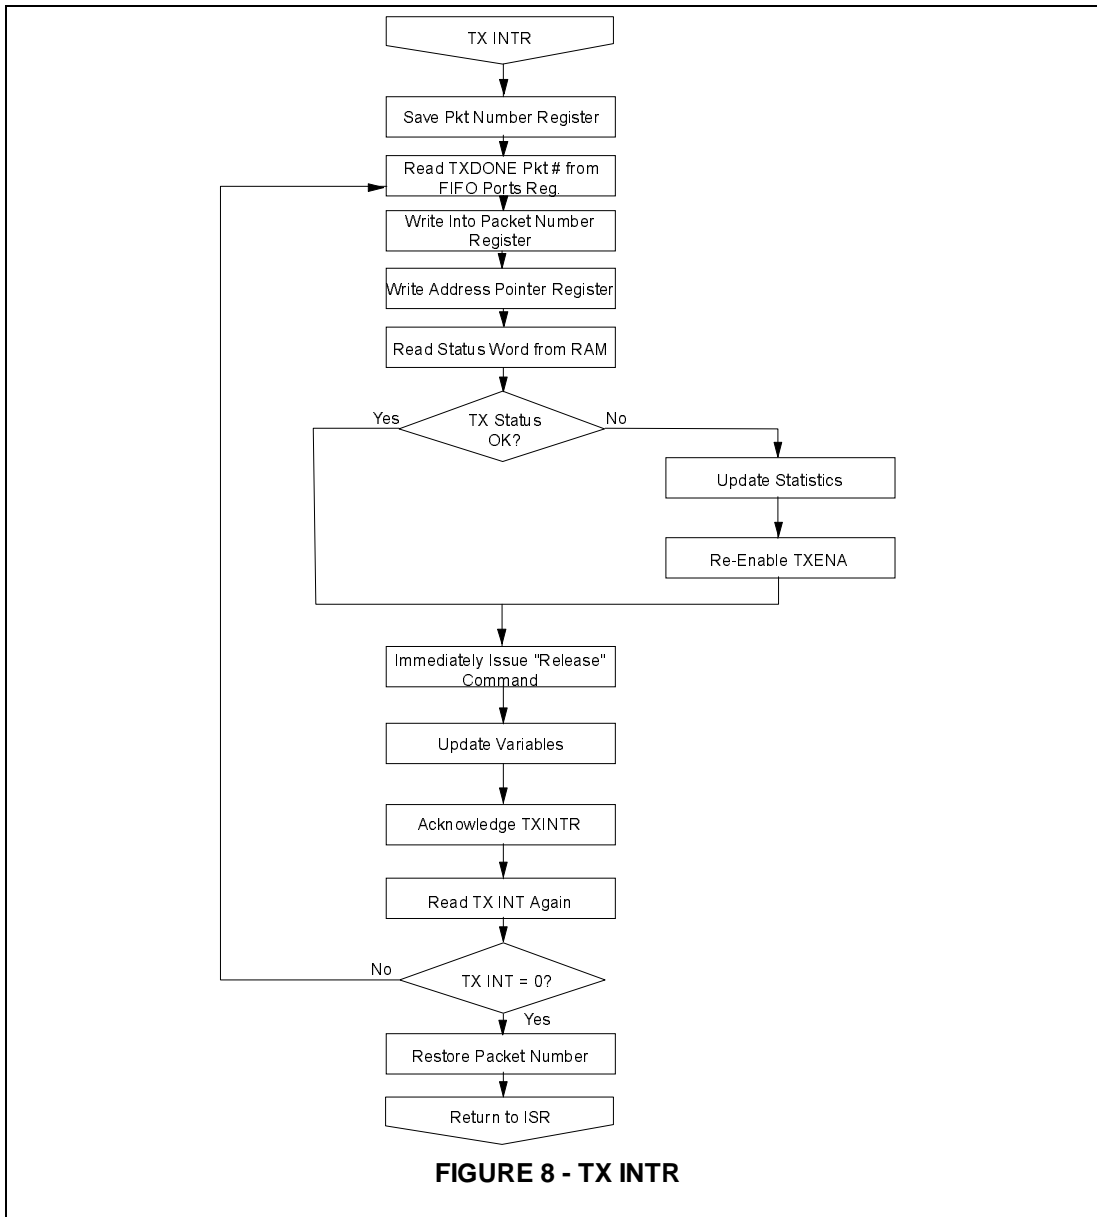 TX INTR
Save Pkt Number Register
Read TXDONE Pkt # from
FIFO Ports Reg.
Write Into Packet Number
Register
Write Address Pointer Register
Read Status Word from RAM
Yes
TX Status
OK?
No
Update Statistics
Re-Enable TXENA
Immediately Issue "Release"
Command
Update Variables
Acknowledge TXINTR
Read TX INT Again
No
TX INT = 0?
Yes
Restore Packet Number
Return to ISR
FIGURE 8 - TX INTR